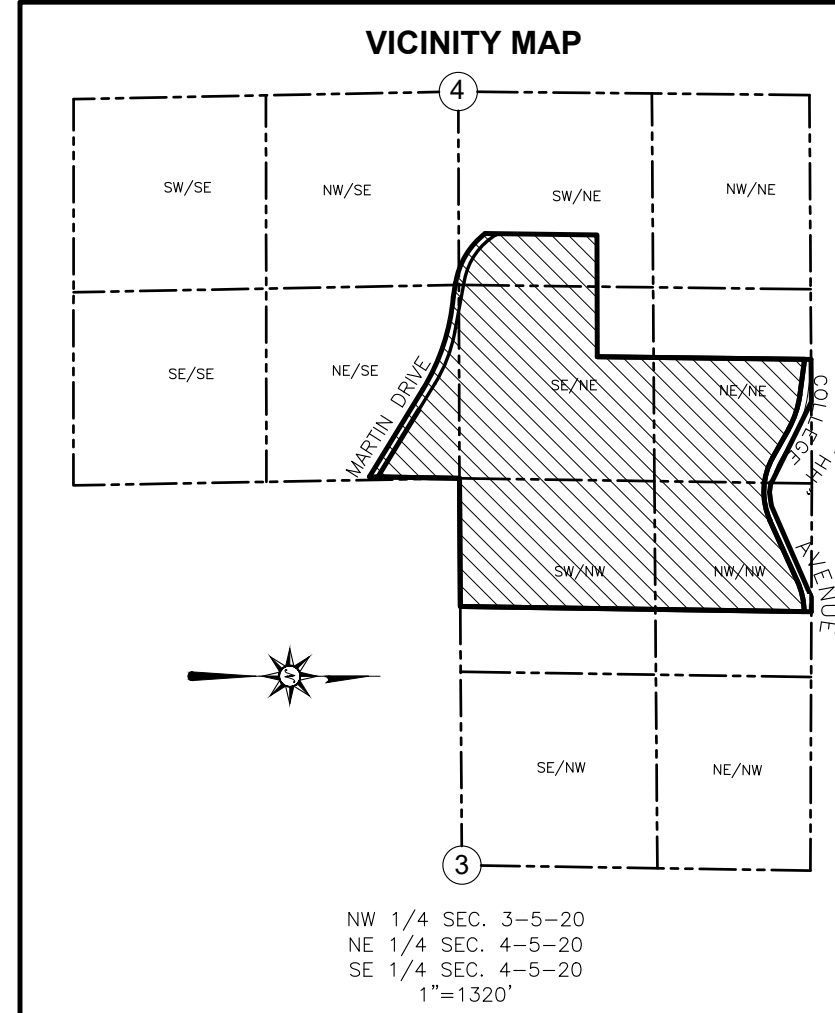 VICINITY MAP
4
SW/SE
NW/SE
SW/NE
NW/NE
SE/SE
NE/SE
SE/NE
NE/NE
MARTIN DRIVE
COLLEGE AVENUE
"HH"
SW/NW
NW/NW
N
SE/NW
NE/NW
3
NW 1/4 SEC. 3-5-20
NE 1/4 SEC. 4-5-20
SE 1/4 SEC. 4-5-20
1"=1320'